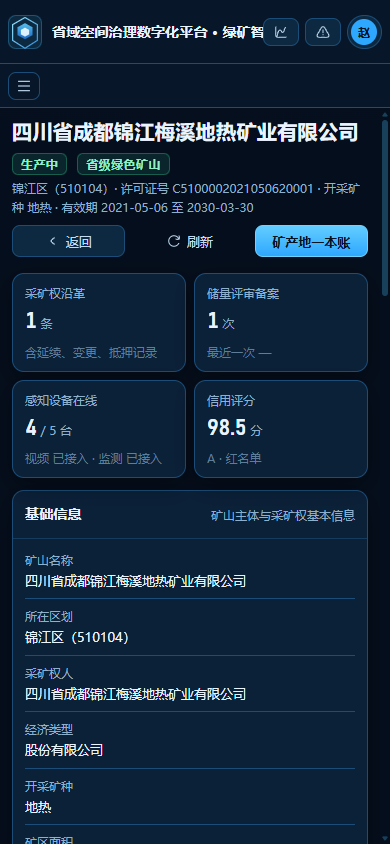 省域空间治理数字化平台 • 绿矿智
赵
四川省成都锦江梅溪地热矿业有限公司
生产中 省级绿色矿山
锦江区（510104）· 许可证号 C5100002021050620001 · 开采矿
种 地热 · 有效期 2021-05-06 至 2030-03-30
返回 刷新 矿产地一本账
采矿权沿革
1 条
含延续、变更、抵押记录
储量评审备案
1 次
最近一次 —
感知设备在线
4 / 5 台
视频 已接入 · 监测 已接入
信用评分
98.5 分
A · 红名单
基础信息 矿山主体与采矿权基本信息
矿山名称
四川省成都锦江梅溪地热矿业有限公司
所在区划
锦江区（510104）
采矿权人
四川省成都锦江梅溪地热矿业有限公司
经济类型
股份有限公司
开采矿种
地热
矿区面积